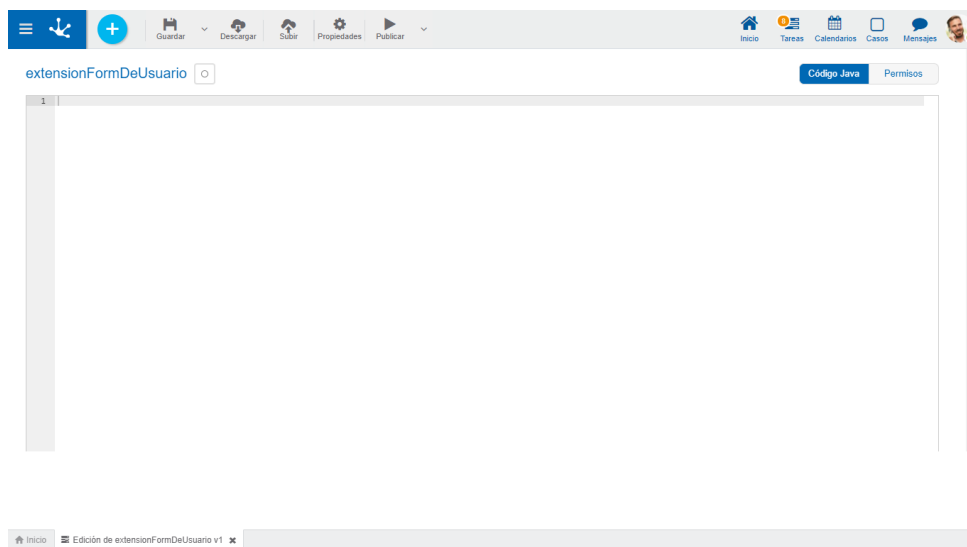 Guardar Descargar Subir Propiedades Publicar Inicio 0 Tareas Calendarios Casos Mensajes
extensionFormDeUsuario Código Java Permisos
1
Inicio Edición de extensionFormDeUsuario v1